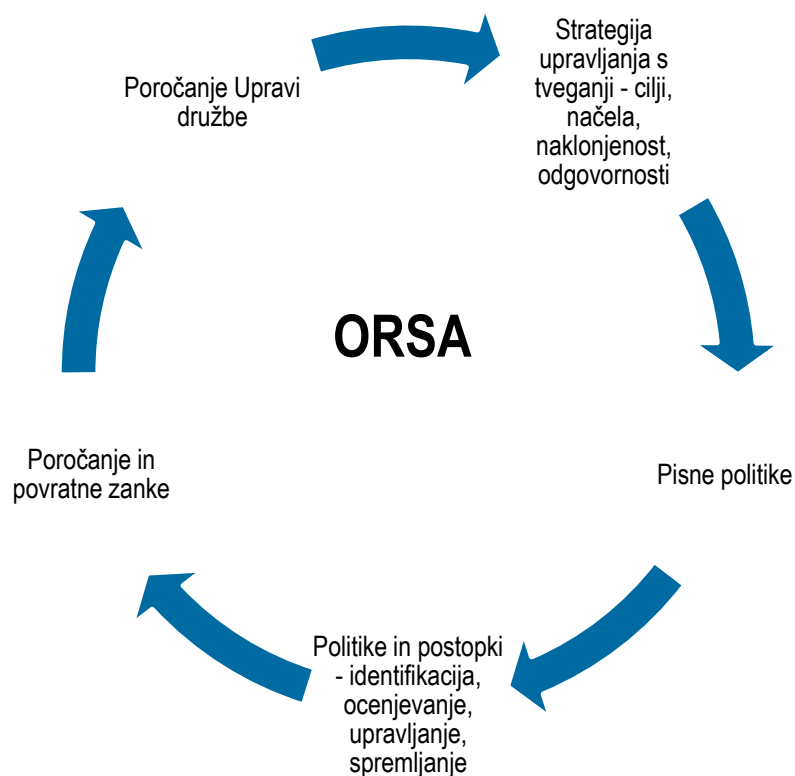 Strategija
upravljanja s
tveganji - cilji,
načela,
naklonjenost,
odgovornosti
Poročanje Upravi
družbe
ORSA
Poročanje in
povratne zanke
Pisne politike
Politike in postopki
- identifikacija,
ocenjevanje,
upravljanje,
spremljanje